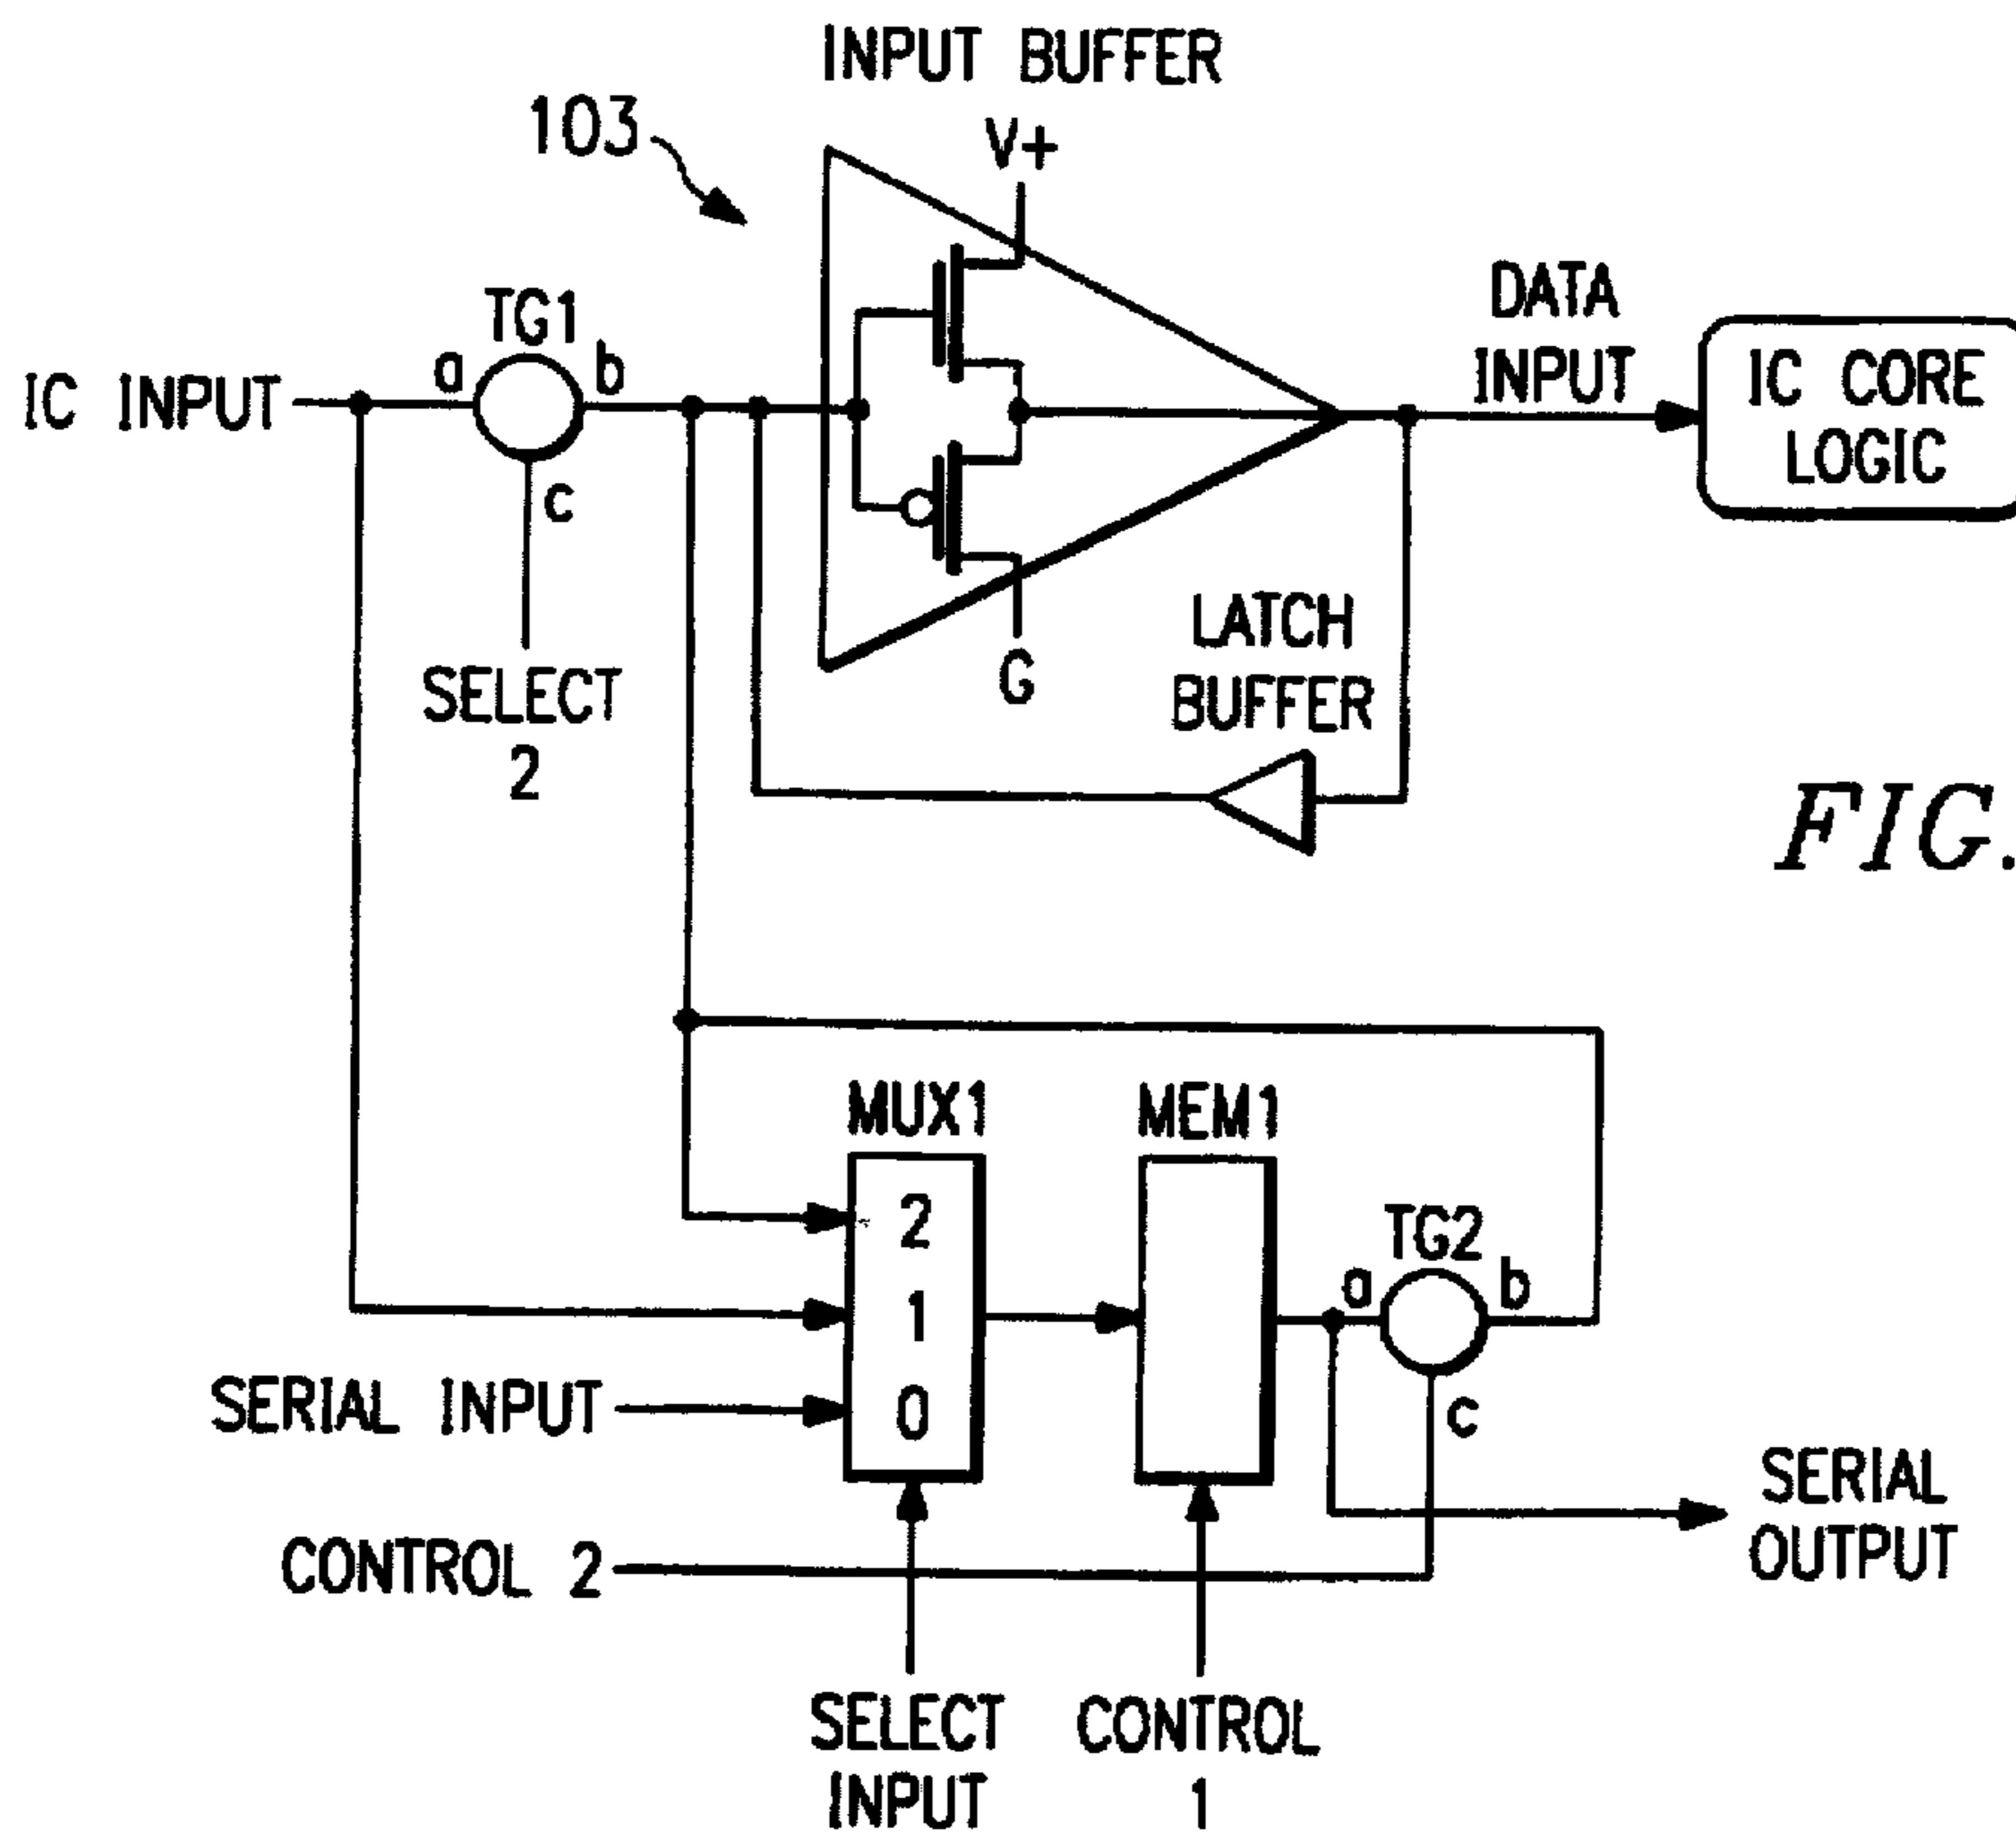 INPUT BUFFER
103
V+
TG1
a
b
c
IC INPUT
SELECT
2
DATA
INPUT
IC CORE
LOGIC
G
LATCH
BUFFER
FIG.
MUX1
2
1
0
MEM1
TG2
a
b
c
SERIAL INPUT
SERIAL
OUTPUT
CONTROL 2
SELECT
INPUT
CONTROL
1